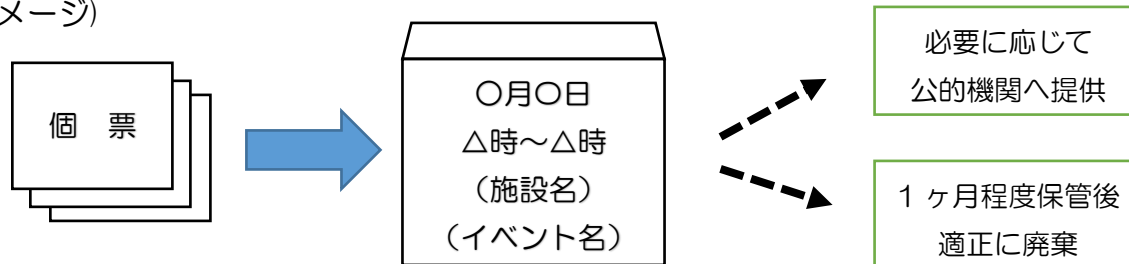 メージ)
個 票
〇月〇日
△時~△時
(施設名)
(イベント名)
必要に応じて
公的機関へ提供
1 ヶ月程度保管後
適正に廃棄